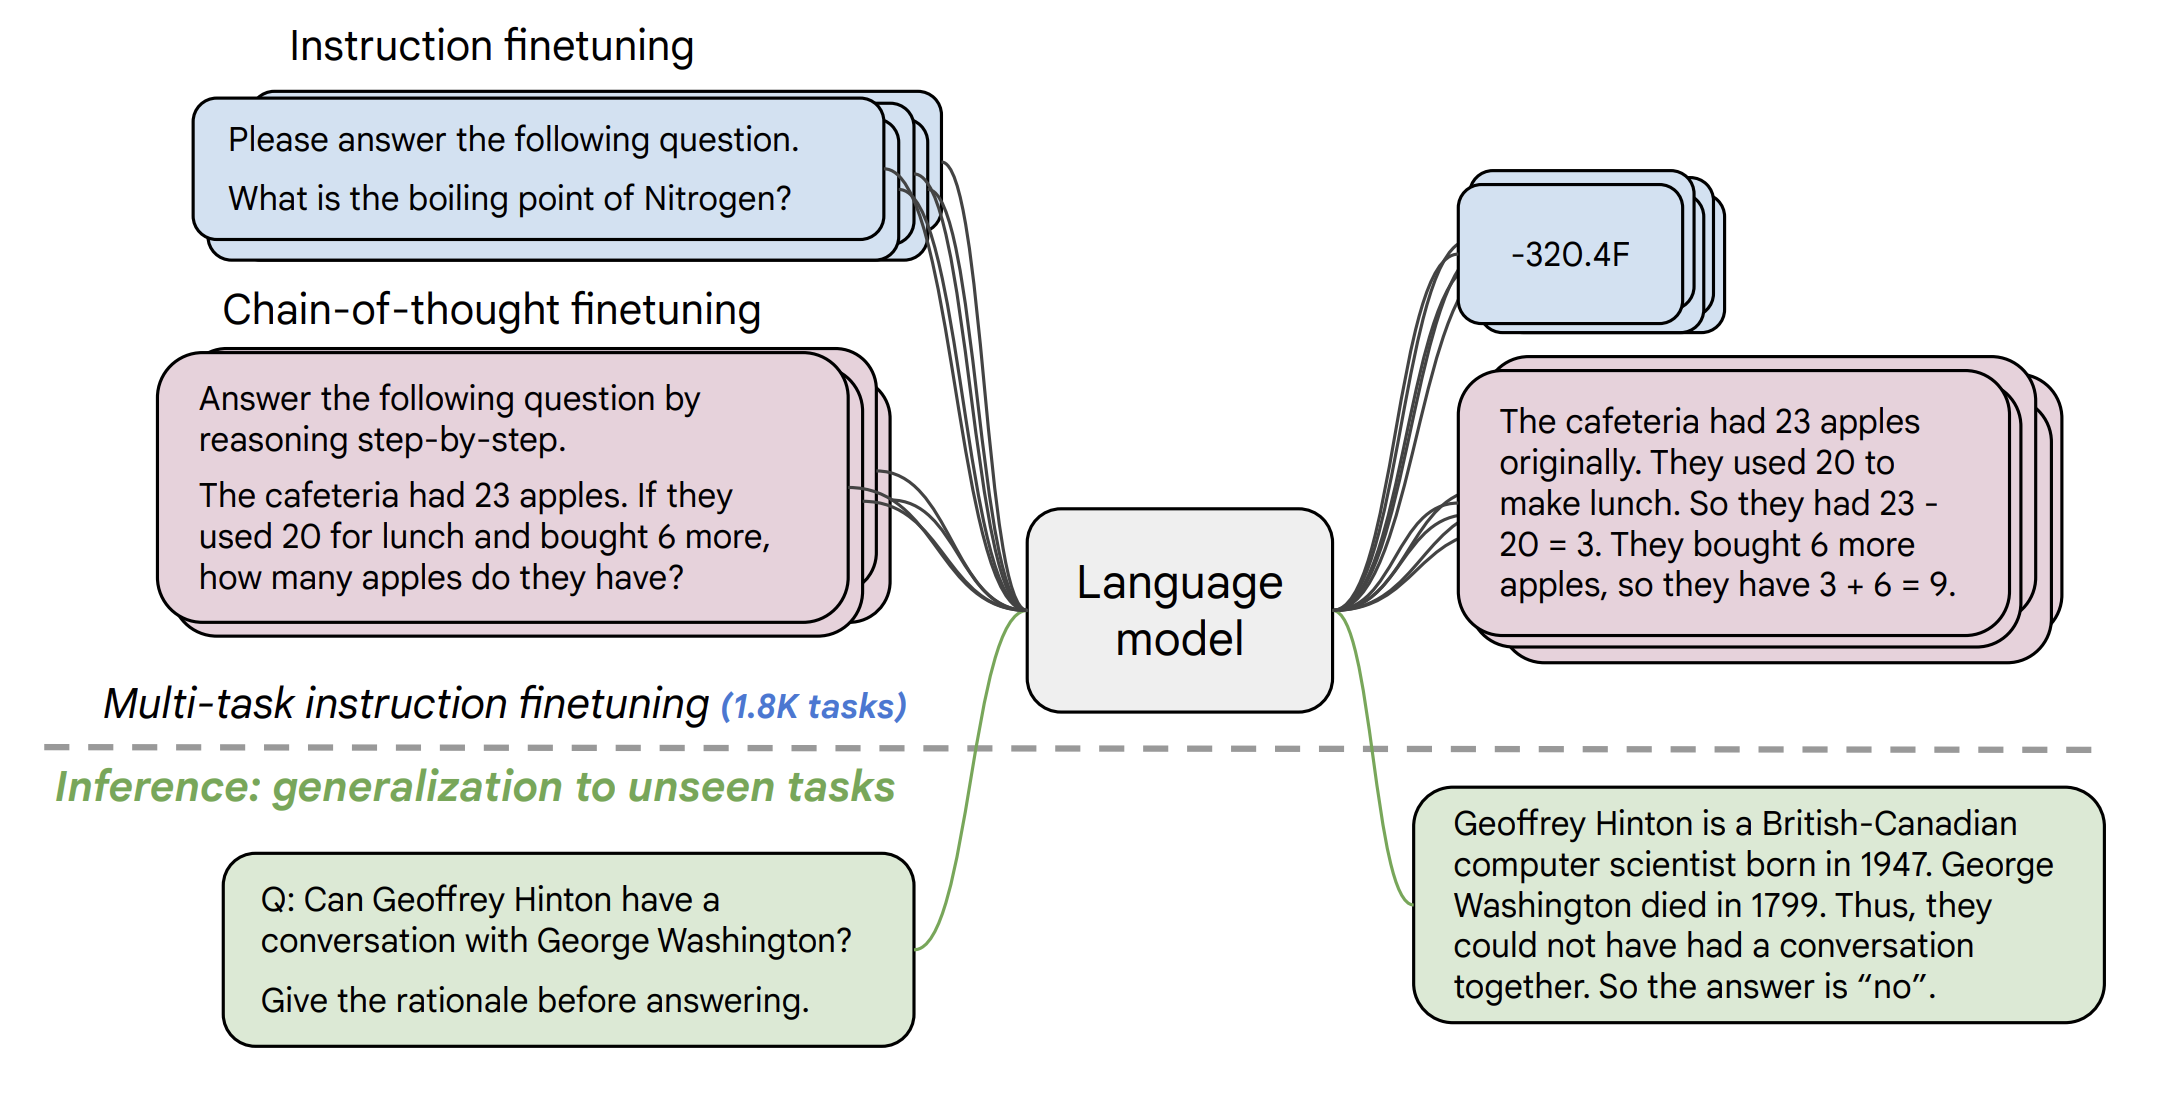 Instruction finetuning
Please answer the following question.
What is the boiling point of Nitrogen?
Chain-of-thought finetuning
Answer the following question by
reasoning step-by-step.
The cafeteria had 23 apples. If they
used 20 for lunch and bought 6 more,
how many apples do they have?
Multi-task instruction finetuning (1.8K tasks)
Inference: generalization to unseen tasks
Q: Can Geoffrey Hinton have a
conversation with George Washington?
Give the rationale before answering.
Language
model
-320.4F
The cafeteria had 23 apples
originally. They used 20 to
make lunch. So they had 23 -
20 = 3. They bought 6 more
apples, so they have 3 + 6 = 9.
Geoffrey Hinton is a British-Canadian
computer scientist born in 1947. George
Washington died in 1799. Thus, they
could not have had a conversation
together. So the answer is “no”.